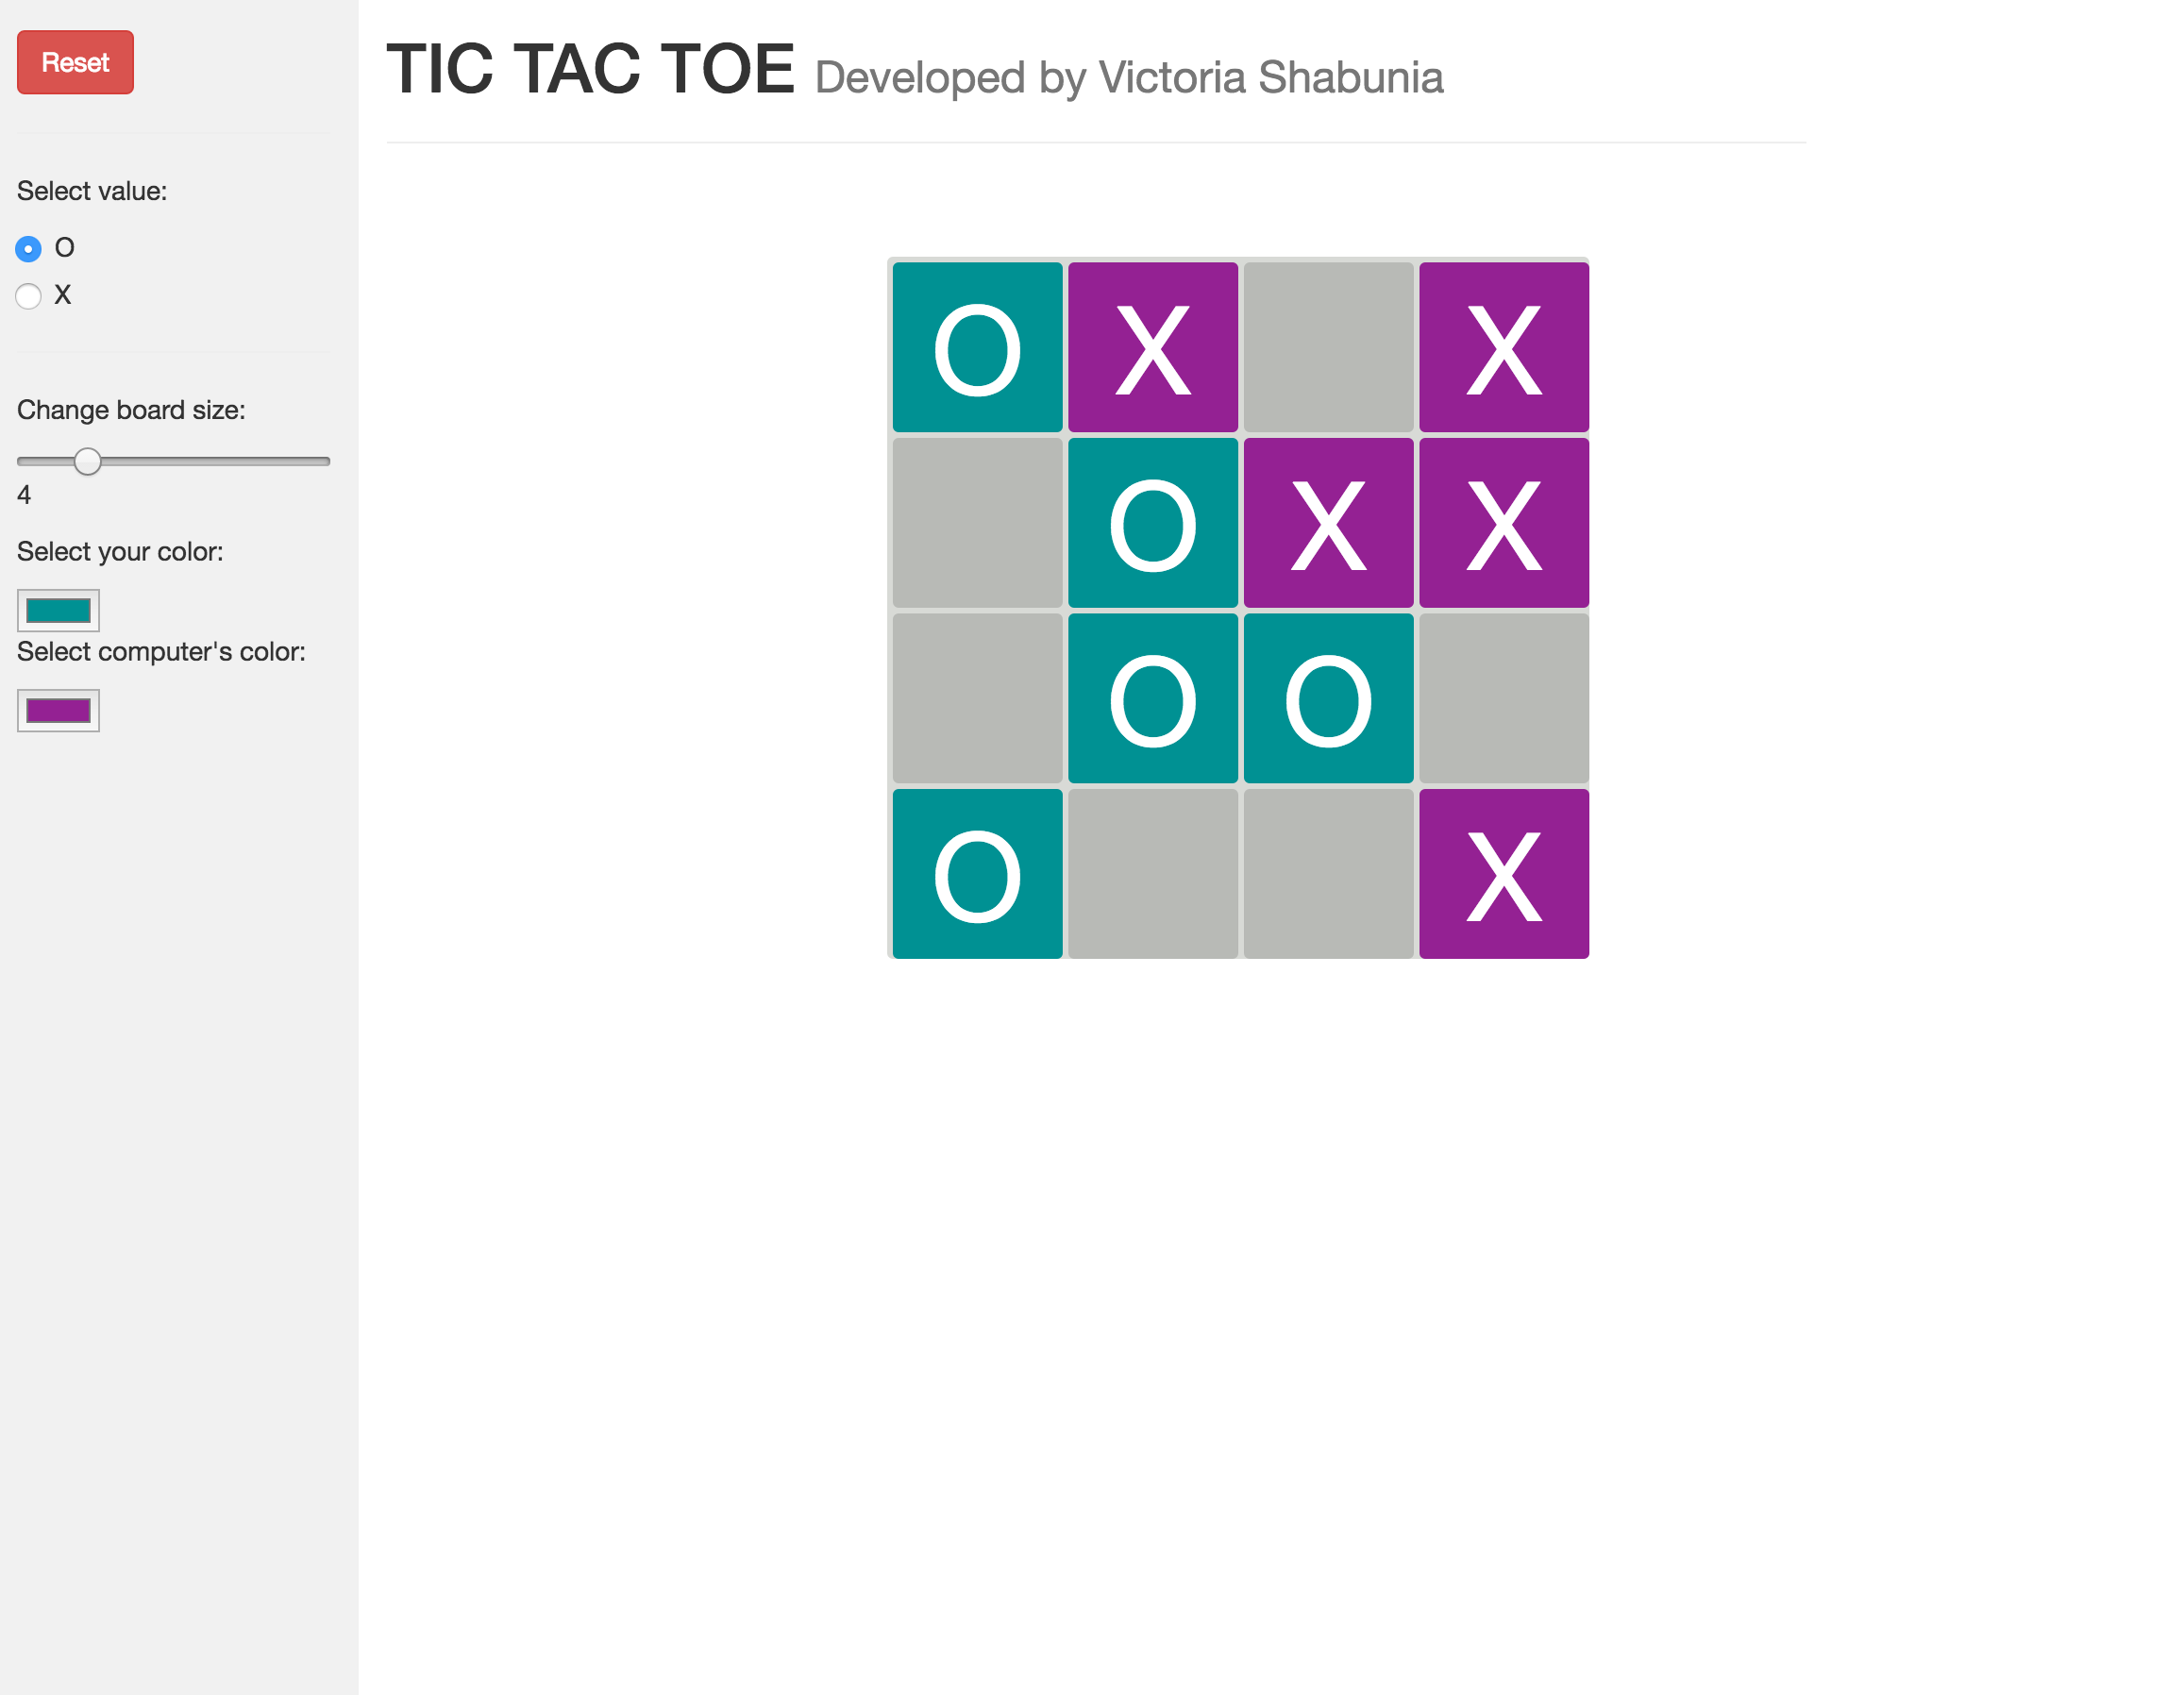 Reset
TIC TAC TOE Developed by Victoria Shabunia
Select value:
O
X
Change board size:
4
Select your color:
Select computer's color:
O X X
O X X
O O
O X